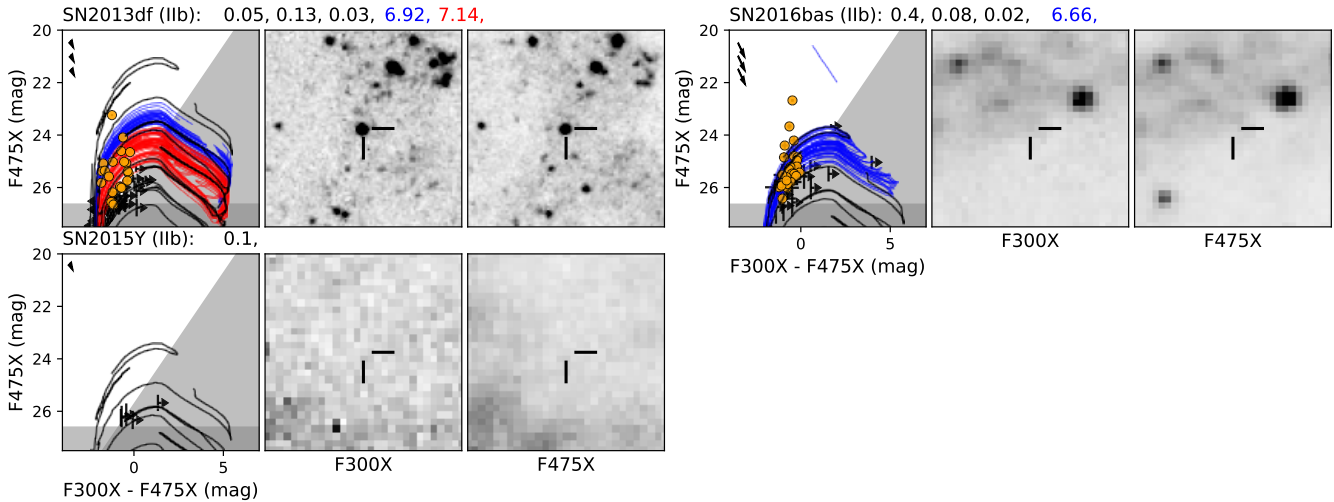 SN2013df (IIb): 0.05, 0.13, 0.03, 6.92, 7.14,
SN2016bas (IIb): 0.4, 0.08, 0.02, 6.66,
20
22
24
26
F475X (mag)
20
22
24
26
F475X (mag)
0 5
F300X - F475X (mag)
F300X
F475X
SN2015Y (IIb): 0.1,
20
22
24
26
F475X (mag)
0 5
F300X - F475X (mag)
F300X
F475X